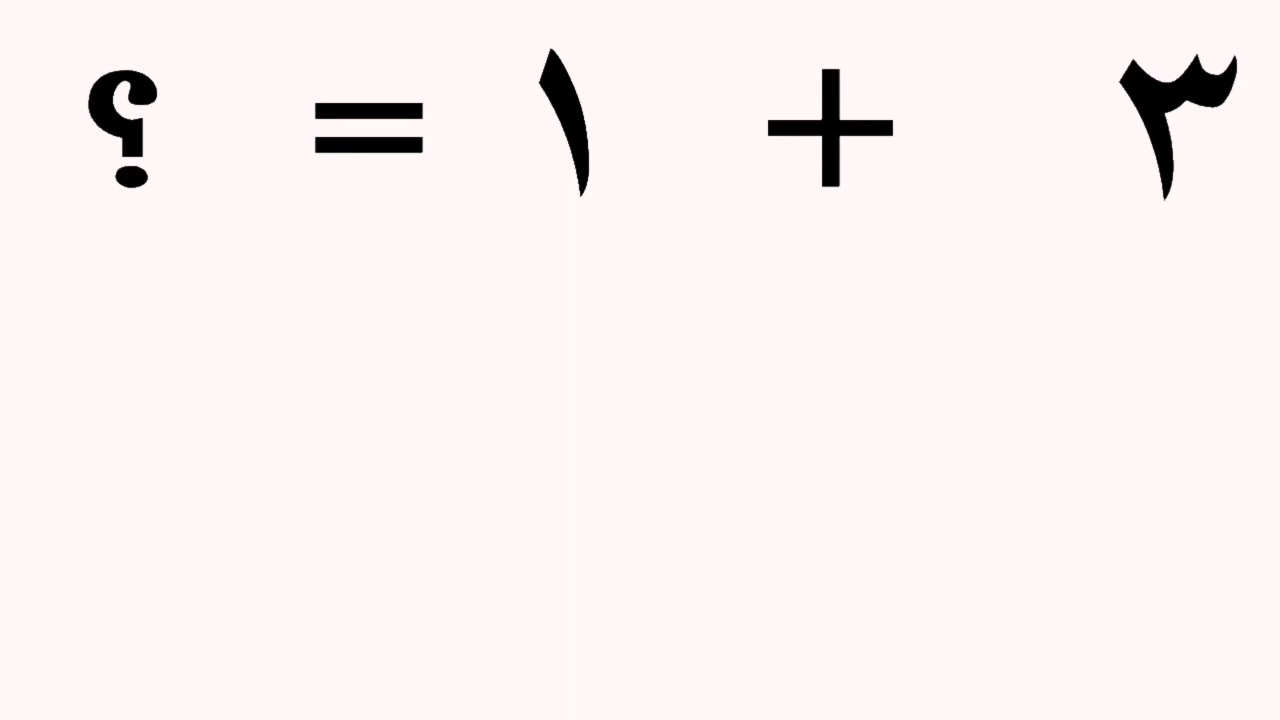 ٣ + ١ = ؟